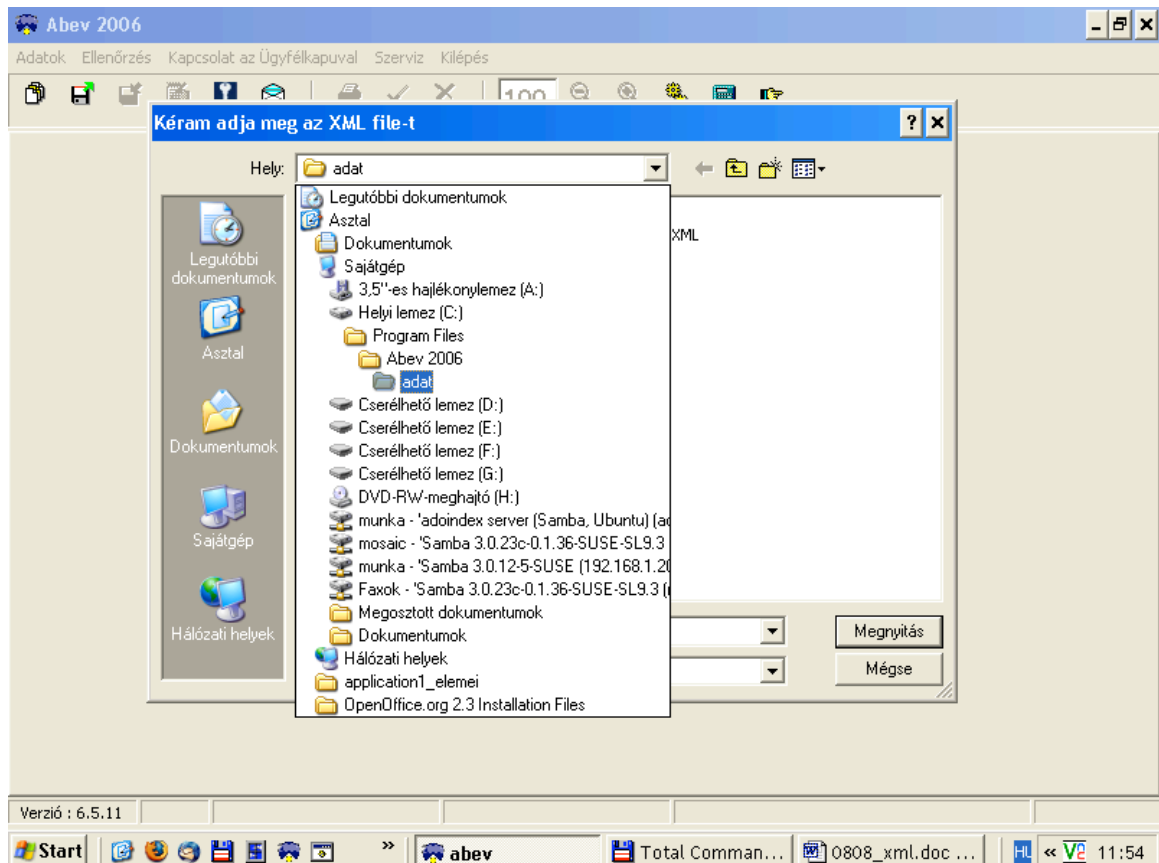 Abev 2006
Adatok Ellenőrzés Kapcsolat az Ügyfélkapuval Szerviz Kilépés
100
Kéram adja meg az XML file-t
Hely: adat
Legutóbbi dokumentumok
Asztal
Dokumentumok
Sajátgép
3,5''-es hajlékonylemez (A:)
Helyi lemez (C:)
Program Files
Abev 2006
adat
Cserélhető lemez (D:)
Cserélhető lemez (E:)
Cserélhető lemez (F:)
Cserélhető lemez (G:)
DVD-RW-meghajtó (H:)
munka - 'adoindex server (Samba, Ubuntu) (ad
mosaic - 'Samba 3.0.23c-0.1.36-SUSE-SL9.3
munka - 'Samba 3.0.12-5-SUSE (192.168.1.20
Faxok - 'Samba 3.0.23c-0.1.36-SUSE-SL9.3 (
Megosztott dokumentumok
Dokumentumok
Hálózati helyek
application1_elemei
OpenOffice.org 2.3 Installation Files
XML
Legutóbbi
dokumentumok
Asztal
Dokumentumok
Sajátgép
Hálózati helyek
Megnyitás
Mégse
Verzió : 6.5.11
Start » abev Total Comman... 0808_xml.doc ... HU « 11:54